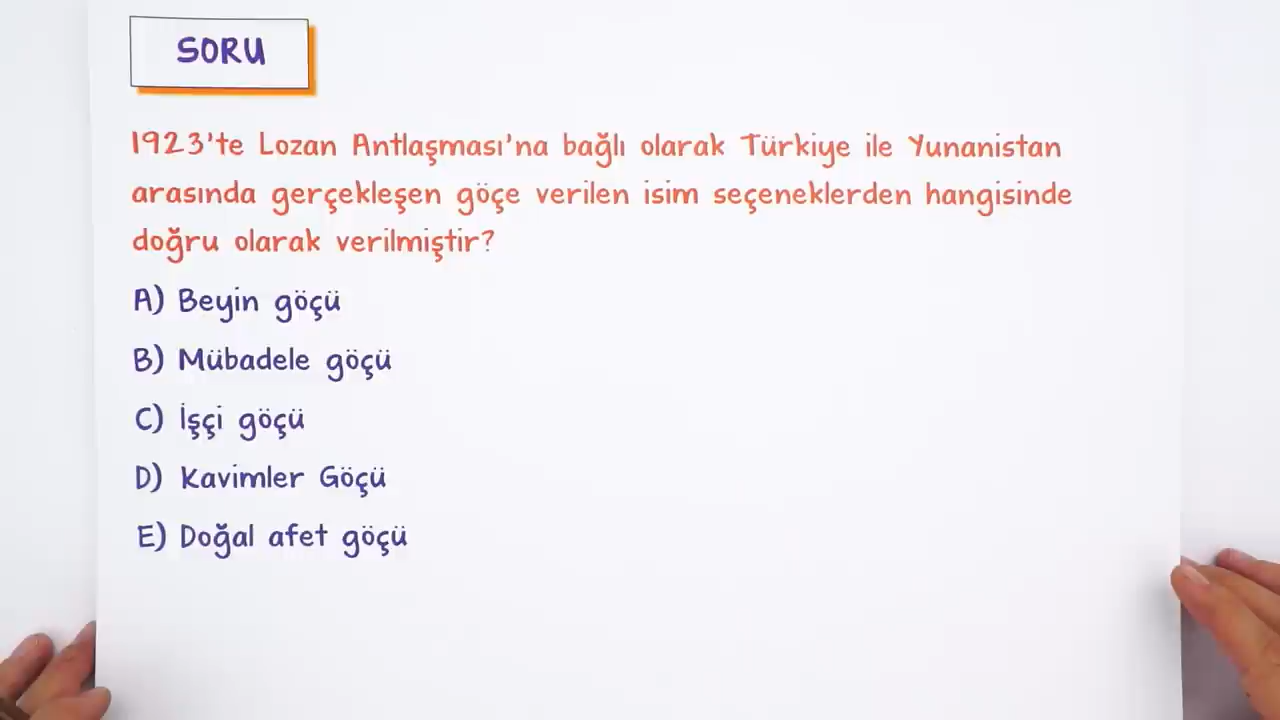 SORU
1923'te Lozan Antlaşması'na bağlı olarak Türkiye ile Yunanistan
arasında gerçekleşen göçe verilen isim seçeneklerden hangisinde
doğru olarak verilmiştir?
A) Beyin göçü
B) Mübadele göçü
C) İşçi göçü
D) Kavimler Göçü
E) Doğal afet göçü